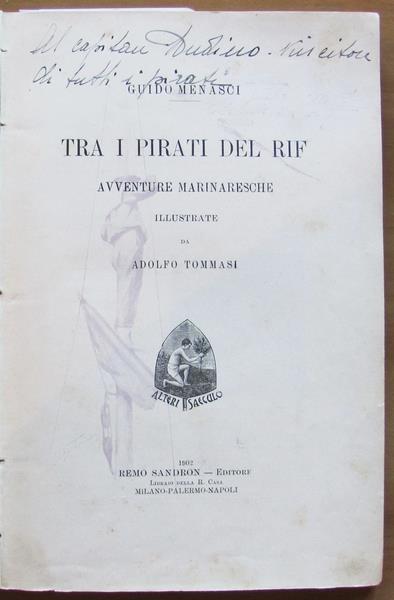 Al capitan Dudino - Vincitore
di tutti i pirati
GUIDO MENASCI
TRA I PIRATI DEL RIF
AVVENTURE MARINARESCHE
ILLUSTRATE
DA
ADOLFO TOMMASI
ALTERI SAECULO
1902
REMO SANDRON — EDITORE
LIBRAIO DELLA R. CASA
MILANO-PALERMO-NAPOLI